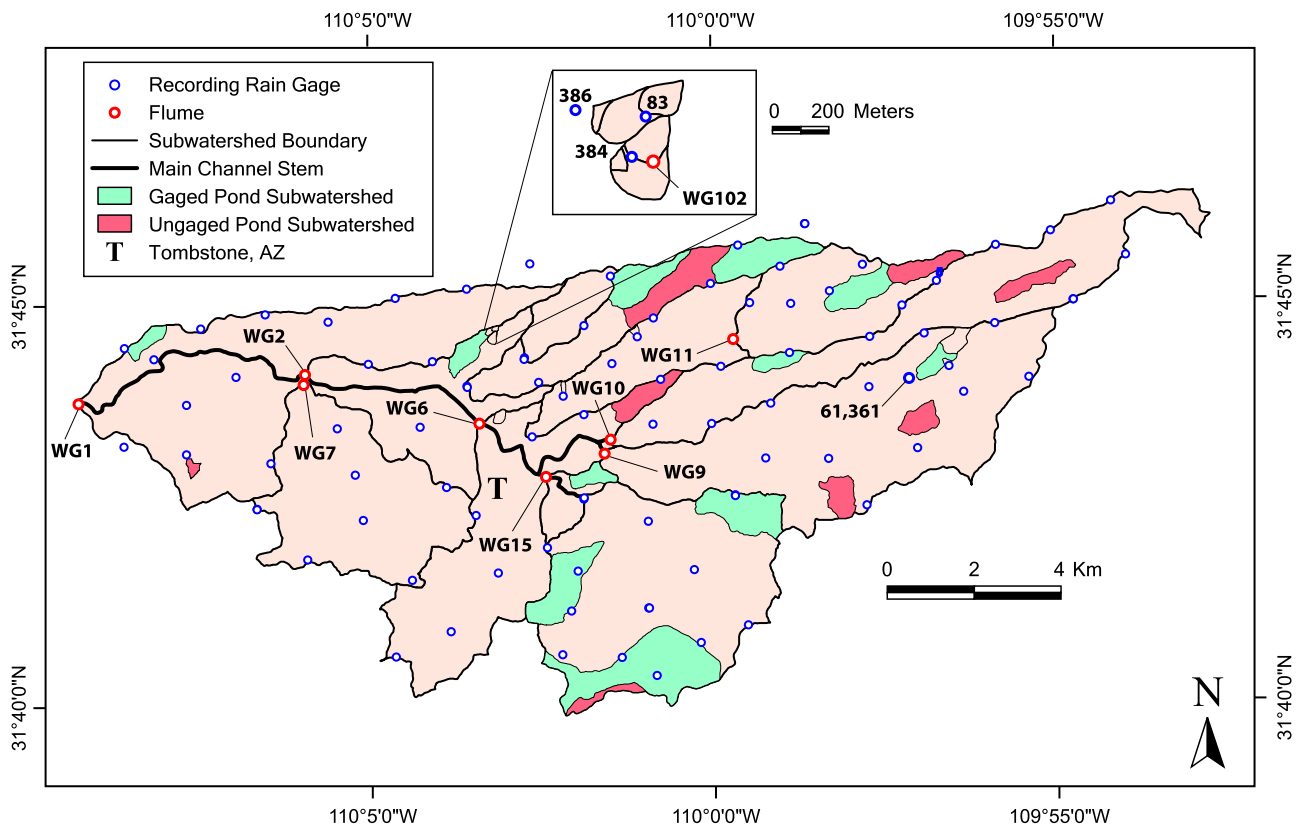 110°5'0"W
110°0'0"W
109°55'0"W
Recording Rain Gage
Flume
Subwatershed Boundary
Main Channel Stem
Gaged Pond Subwatershed
Ungaged Pond Subwatershed
T Tombstone, AZ
386
83
384
WG102
0 200 Meters
31°45'0"N
31°45'0"N
WG2
WG11
WG10
WG6
61,361
WG1
WG7
WG9
T
WG15
0 2 4 Km
31°40'0"N
31°40'0"N
N
110°5'0"W
110°0'0"W
109°55'0"W